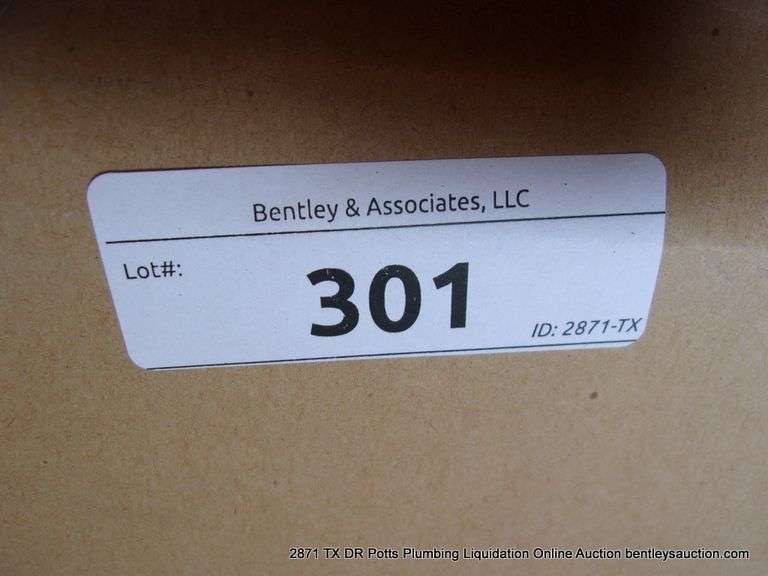 Bentley & Associates, LLC
Lot#:
301
ID: 2871-TX
2871 TX DR Potts Plumbing Liquidation Online Auction bentleysauction.com